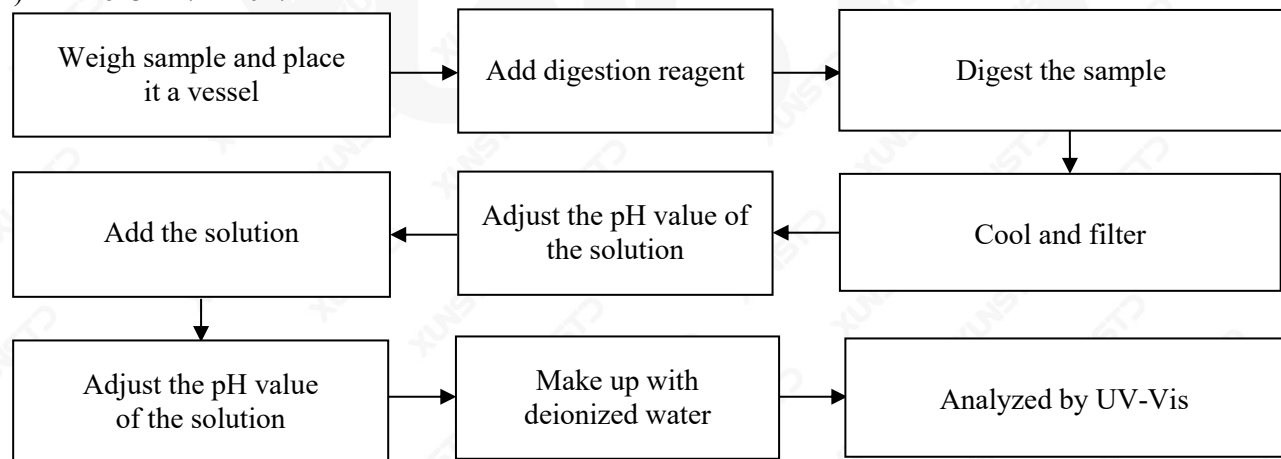 Weigh sample and place
it a vessel
Add digestion reagent
Digest the sample
Cool and filter
Adjust the pH value of
the solution
Add the solution
Adjust the pH value
of the solution
Make up with
deionized water
Analyzed by UV-Vis